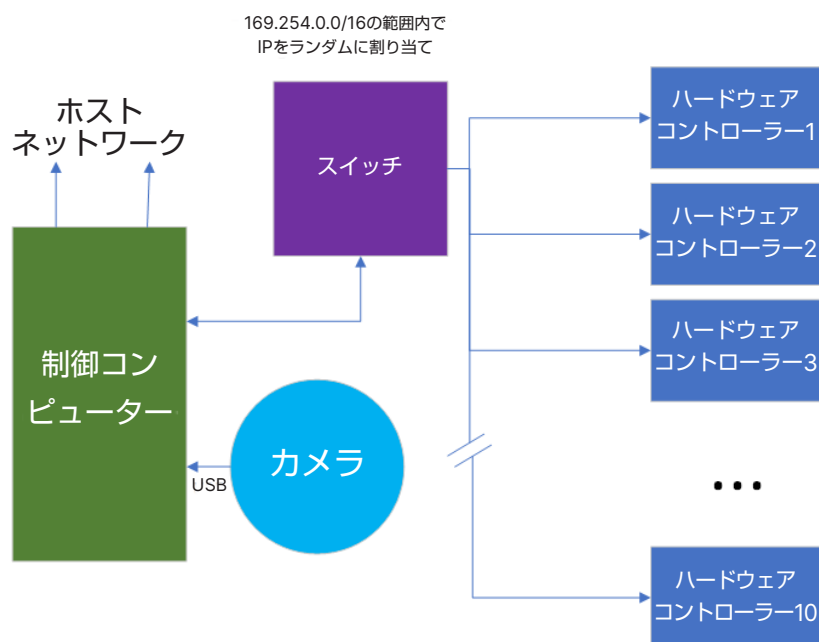 169.254.0.0/16の範囲内で
IPをランダムに割り当て
ホスト
ネットワーク
スイッチ
ハードウェア
コントローラー1
ハードウェア
コントローラー2
ハードウェア
コントローラー3
制御コン
ピューター
カメラ
USB
...
ハードウェア
コントローラー10